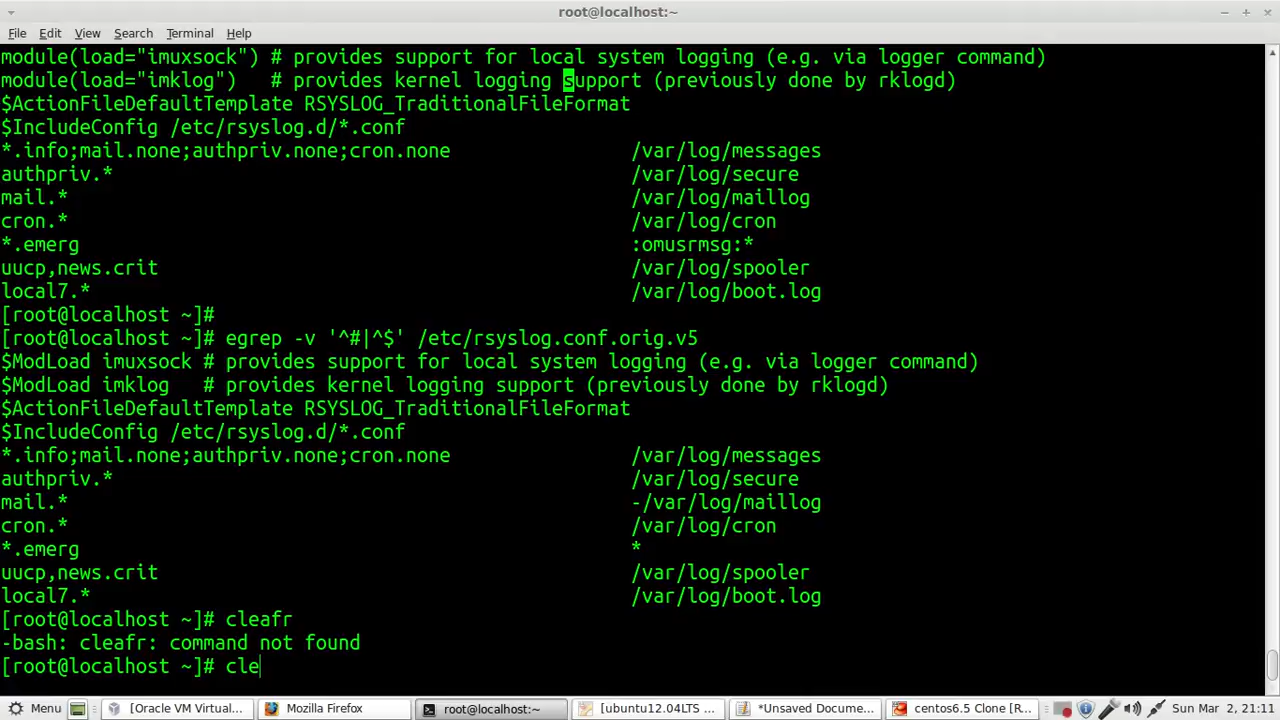 root@localhost:~
File Edit View Search Terminal Help
module(load="imuxsock") # provides support for local system logging (e.g. via logger command)
module(load="imklog")   # provides kernel logging support (previously done by rklogd)
$ActionFileDefaultTemplate RSYSLOG_TraditionalFileFormat
$IncludeConfig /etc/rsyslog.d/*.conf
*.info;mail.none;authpriv.none;cron.none                /var/log/messages
authpriv.*                                              /var/log/secure
mail.*                                                  /var/log/maillog
cron.*                                                  /var/log/cron
*.emerg                                                 :omusrmsg:*
uucp,news.crit                                          /var/log/spooler
local7.*                                                /var/log/boot.log
[root@localhost ~]#
[root@localhost ~]# egrep -v '^#|^$' /etc/rsyslog.conf.orig.v5
$ModLoad imuxsock # provides support for local system logging (e.g. via logger command)
$ModLoad imklog   # provides kernel logging support (previously done by rklogd)
$ActionFileDefaultTemplate RSYSLOG_TraditionalFileFormat
$IncludeConfig /etc/rsyslog.d/*.conf
*.info;mail.none;authpriv.none;cron.none                /var/log/messages
authpriv.*                                              /var/log/secure
mail.*                                                  -/var/log/maillog
cron.*                                                  /var/log/cron
*.emerg                                                 *
uucp,news.crit                                          /var/log/spooler
local7.*                                                /var/log/boot.log
[root@localhost ~]# cleafr
-bash: cleafr: command not found
[root@localhost ~]# cle
Menu [Oracle VM Virtual... Mozilla Firefox root@localhost:~ [ubuntu12.04LTS ... *Unsaved Docume... centos6.5 Clone [R... Sun Mar 2, 21:11